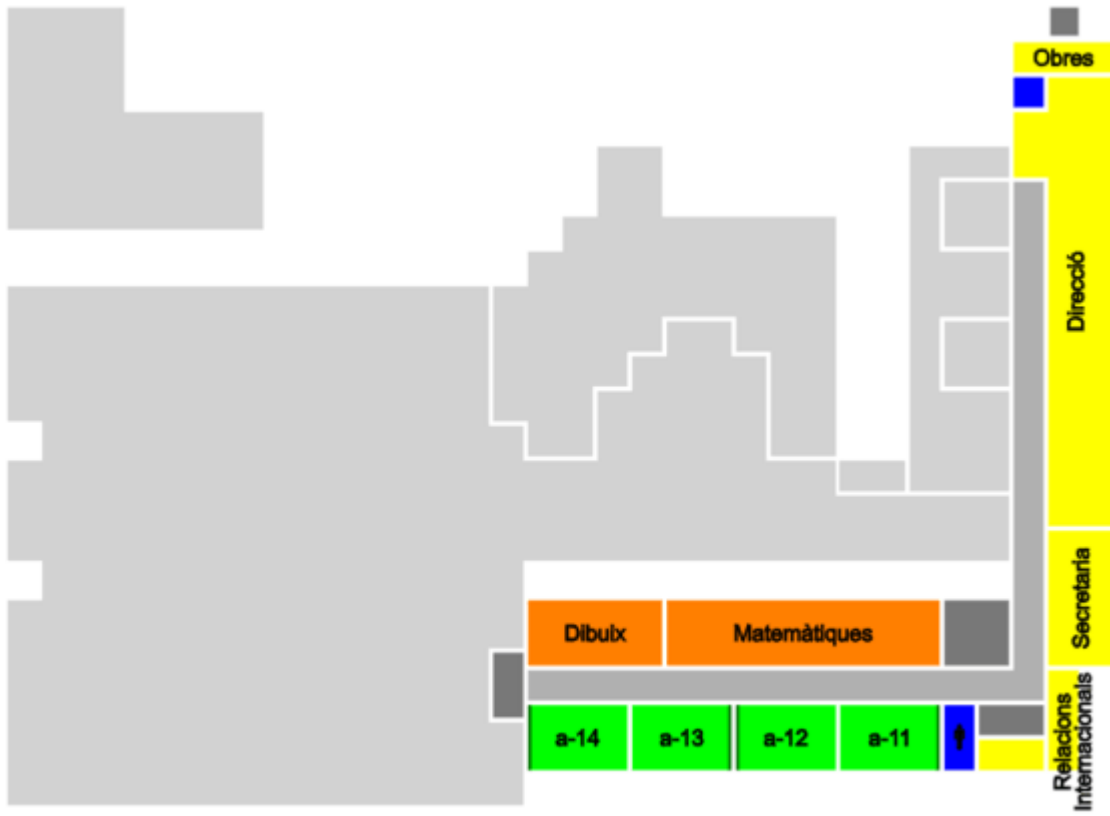 Obres
Direcció
Secretaria
Dibuix
Matemàtiques
Relacions
Internacionals
a-14
a-13
a-12
a-11